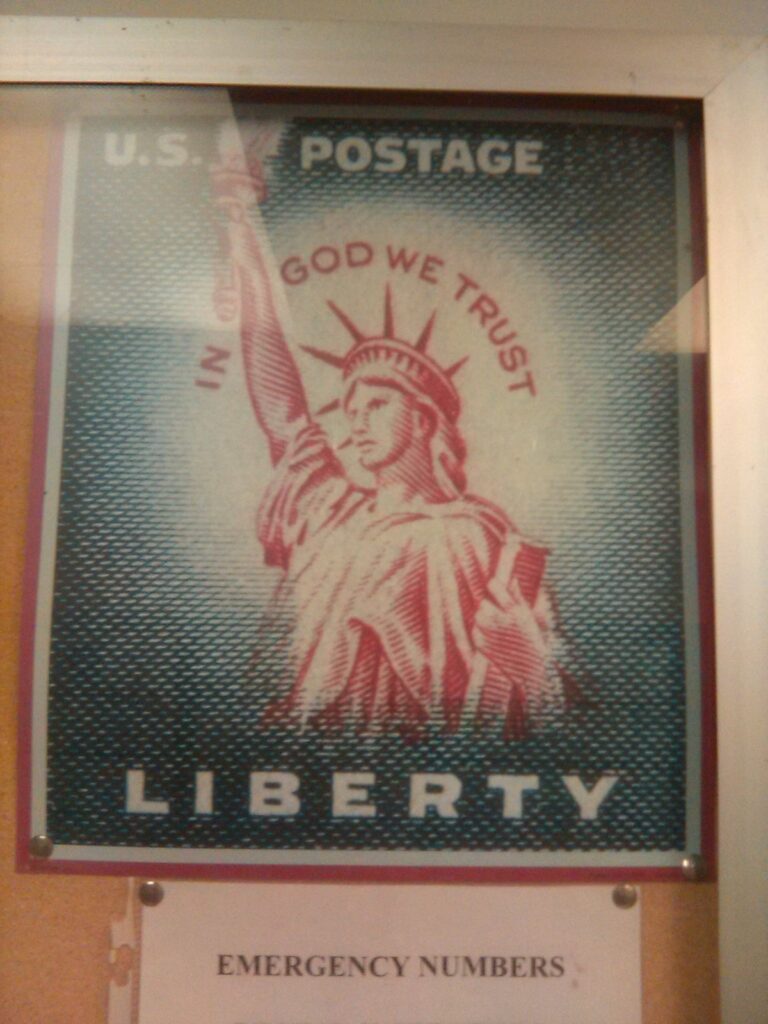 U.S. POSTAGE
IN GOD WE TRUST
LIBERTY
EMERGENCY NUMBERS